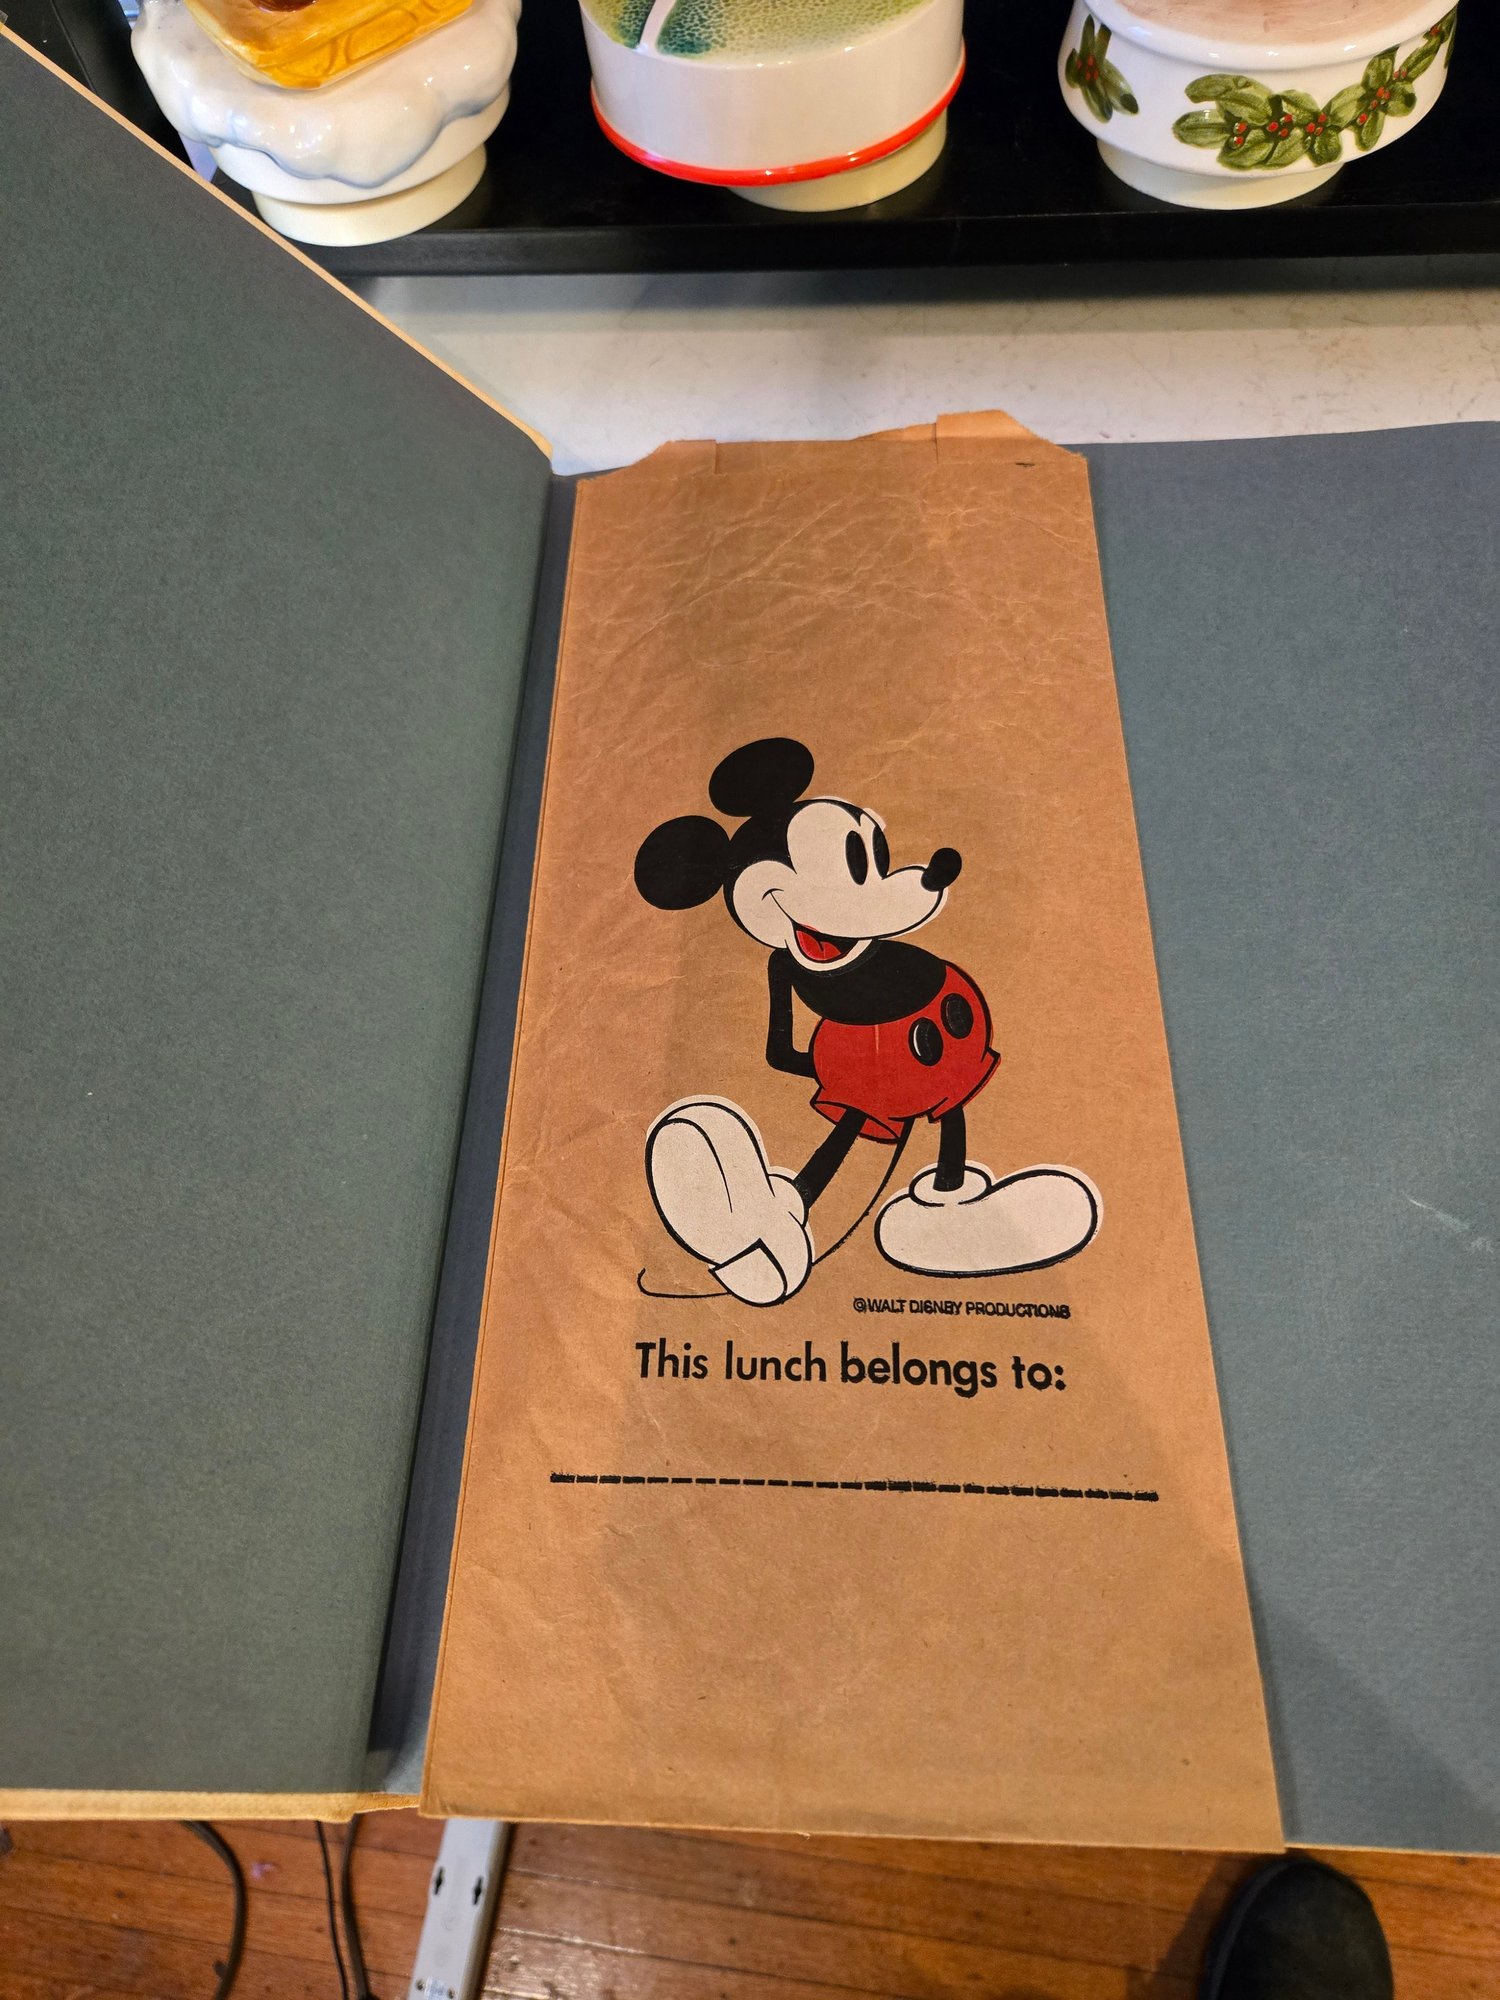 ©WALT DISNEY PRODUCTIONS
This lunch belongs to: